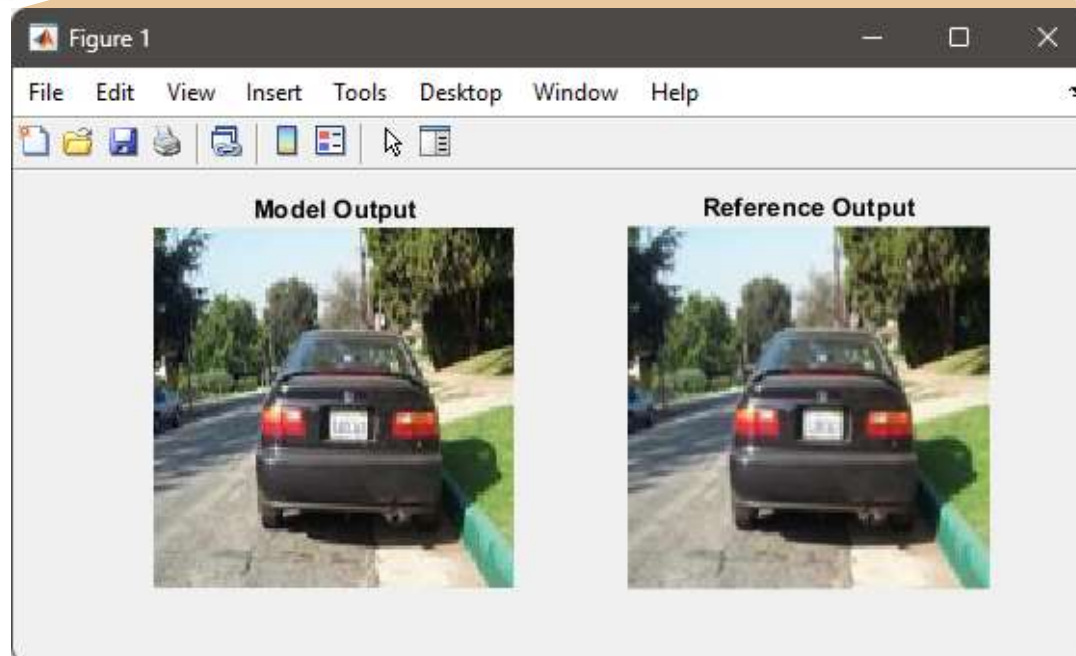 Figure 1
File Edit View Insert Tools Desktop Window Help
Model Output
Reference Output